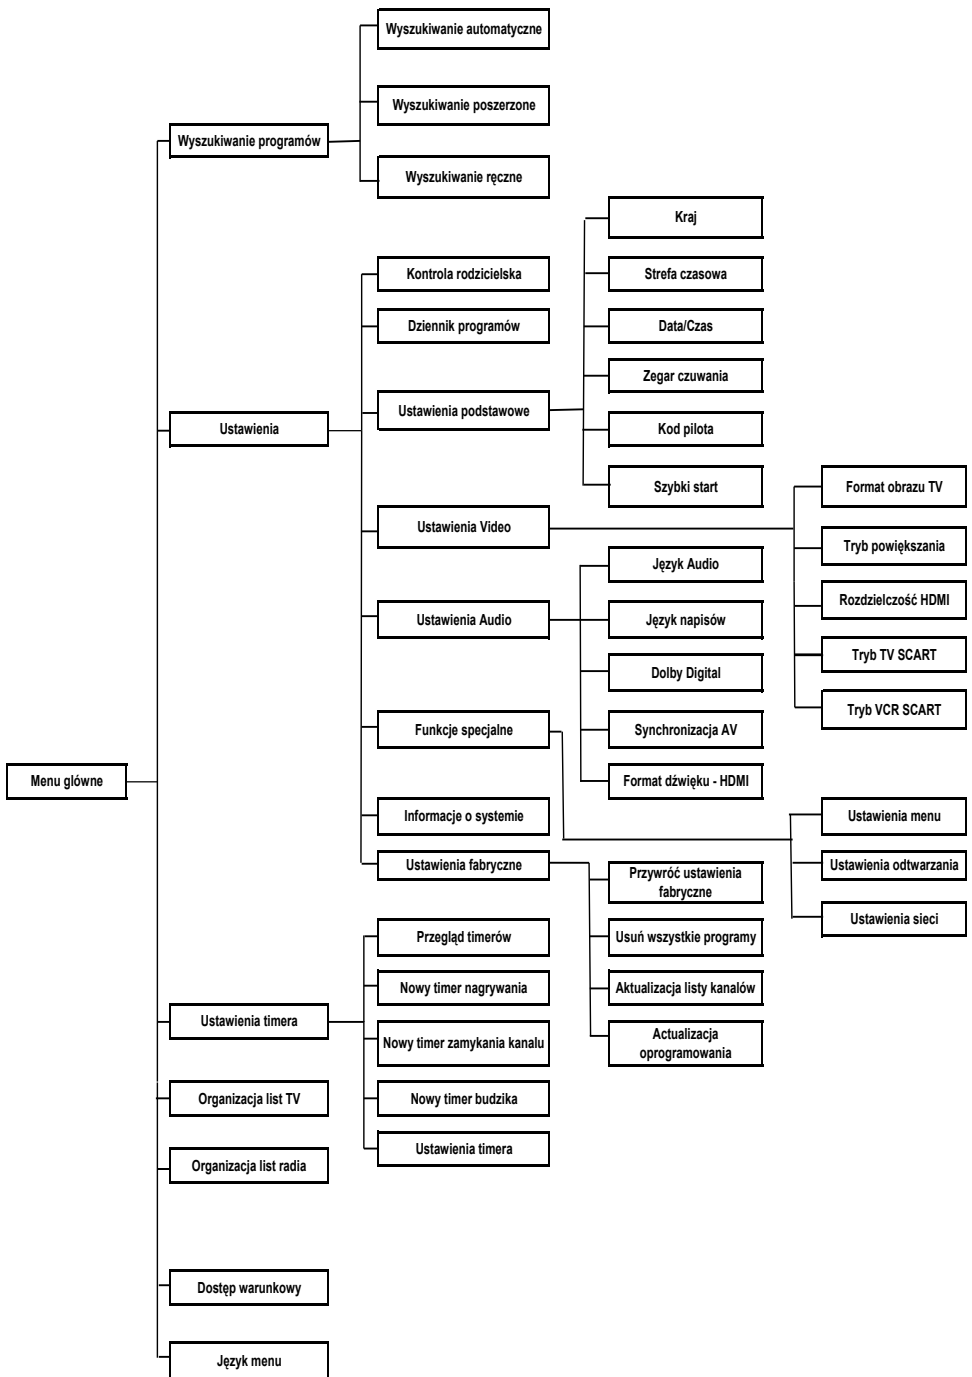 Wyszukiwanie automatyczne
Wyszukiwanie poszerzone
Wyszukiwanie programów
Wyszukiwanie ręczne
Kraj
Kontrola rodzicielska
Strefa czasowa
Dziennik programów
Data/Czas
Zegar czuwania
Ustawienia podstawowe
Ustawienia
Kod pilota
Szybki start
Format obrazu TV
Ustawienia Video
Tryb powiększania
Język Audio
Rozdzielczość HDMI
Ustawienia Audio
Język napisów
Tryb TV SCART
Dolby Digital
Tryb VCR SCART
Funkcje specjalne
Synchronizacja AV
Menu glówne
Format dźwięku - HDMI
Informacje o systemie
Ustawienia menu
Ustawienia fabryczne
Ustawienia odtwarzania
Przywróć ustawienia
fabryczne
Ustawienia sieci
Przegląd timerów
Usuń wszystkie programy
Nowy timer nagrywania
Aktualizacja listy kanałów
Ustawienia timera
Nowy timer zamykania kanalu
Actualizacja
oprogramowania
Organizacja list TV
Nowy timer budzika
Ustawienia timera
Organizacja list radia
Dostęp warunkowy
Język menu